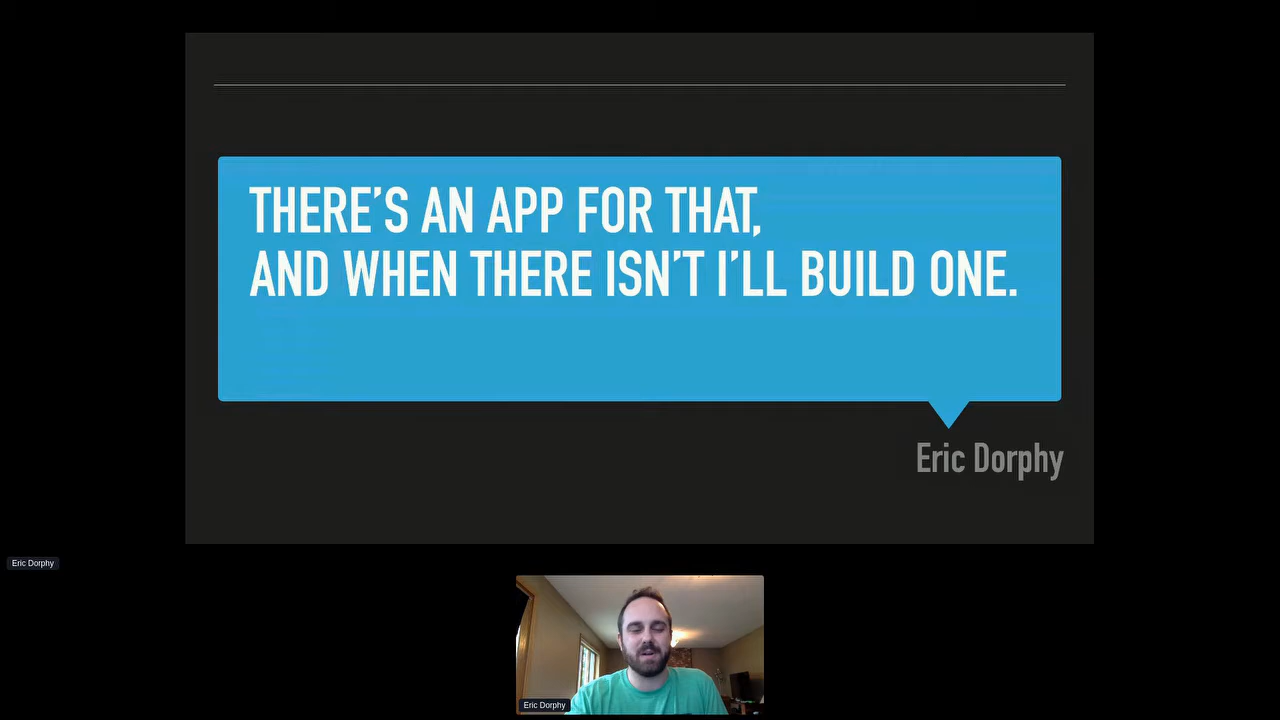 THERE’S AN APP FOR THAT,
AND WHEN THERE ISN’T I’LL BUILD ONE.
Eric Dorphy
Eric Dorphy
Eric Dorphy